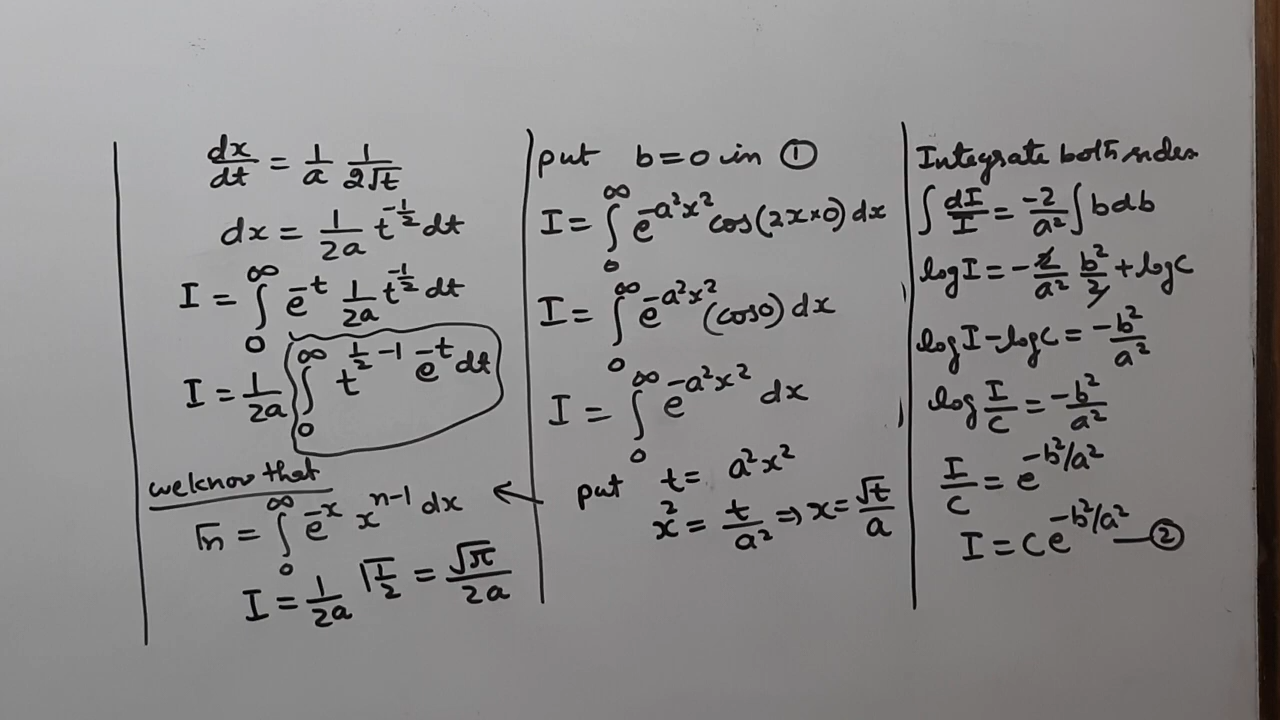 dx/dt = 1/a 1/2√t
dx = 1/2a t^-1/2 dt
I = ∫₀^∞ e^-t 1/2a t^-1/2 dt
I = 1/2a ∫₀^∞ t^1/2-1 e^-t dt
we know that
Γn = ∫₀^∞ e^-x x^n-1 dx
I = 1/2a Γ1/2 = √π/2a
put b=0 in ①
I = ∫₀^∞ e^-a²x² cos(2x×0) dx
I = ∫₀^∞ e^-a²x² (cos0) dx
I = ∫₀^∞ e^-a²x² dx
← put t = a²x²
x² = t/a² ⇒ x = √t/a
Integrate both sides
∫ dI/I = -2/a² ∫ b db
log I = -2/a² b²/2 + log C
log I - log C = -b²/a²
log I/C = -b²/a²
I/C = e^-b²/a²
I = C e^-b²/a² — ②